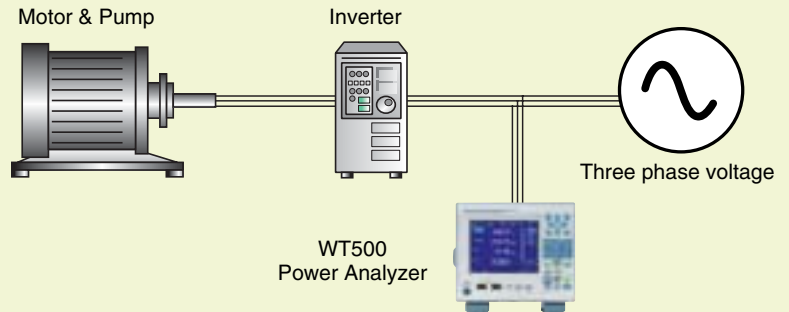 Motor & Pump
Inverter
Three phase voltage
WT500
Power Analyzer